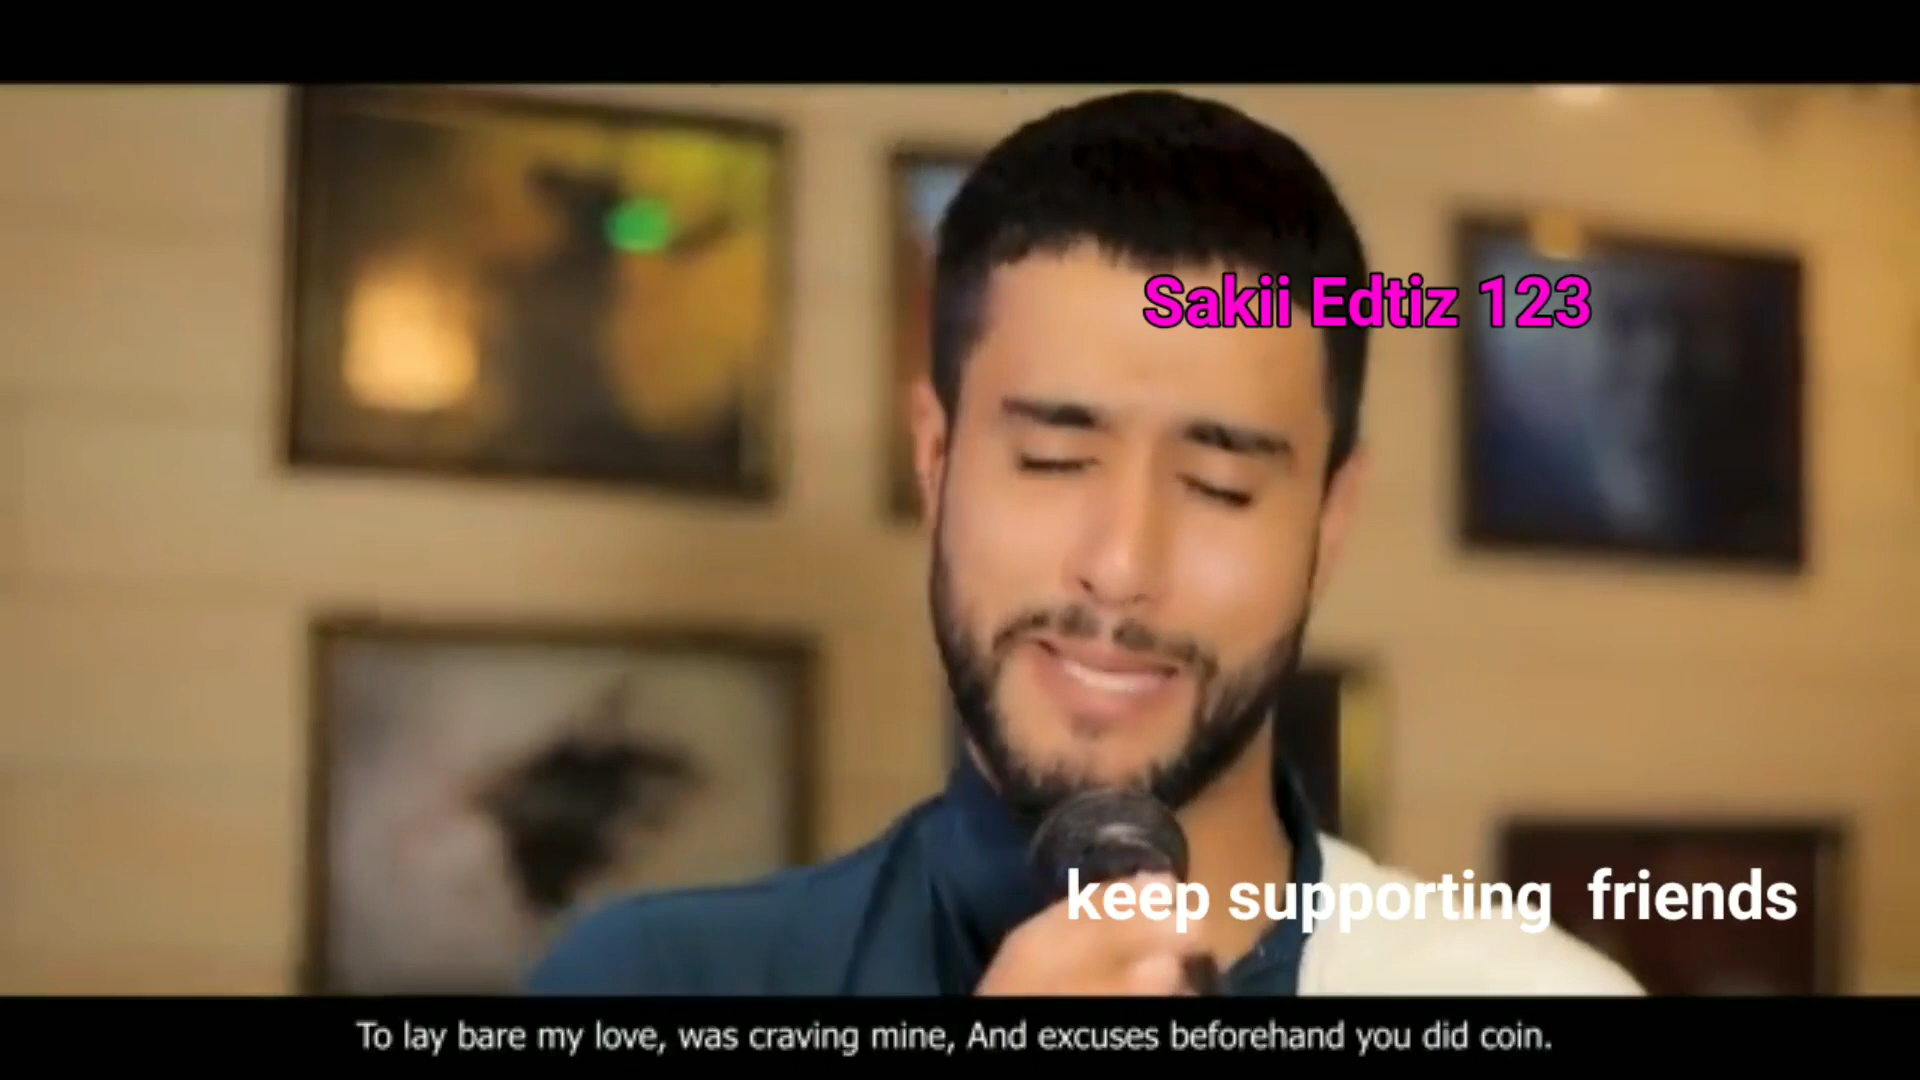 Sakii Edtiz 123
keep supporting  friends
To lay bare my love, was craving mine, And excuses beforehand you did coin.